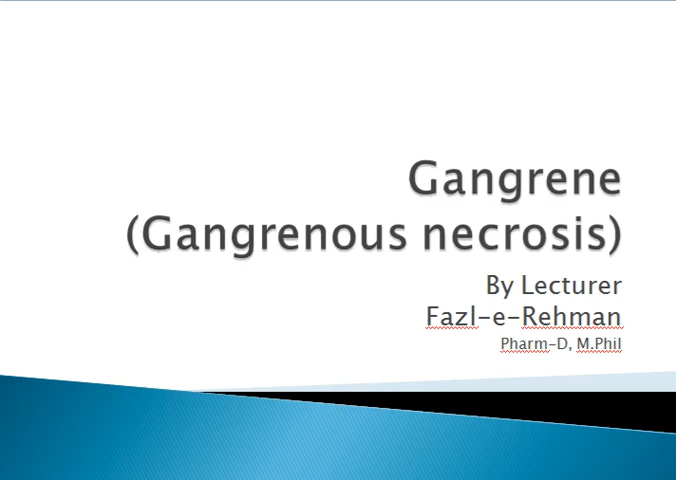 Gangrene
(Gangrenous necrosis)
By Lecturer
Fazl-e-Rehman
Pharm-D, M.Phil